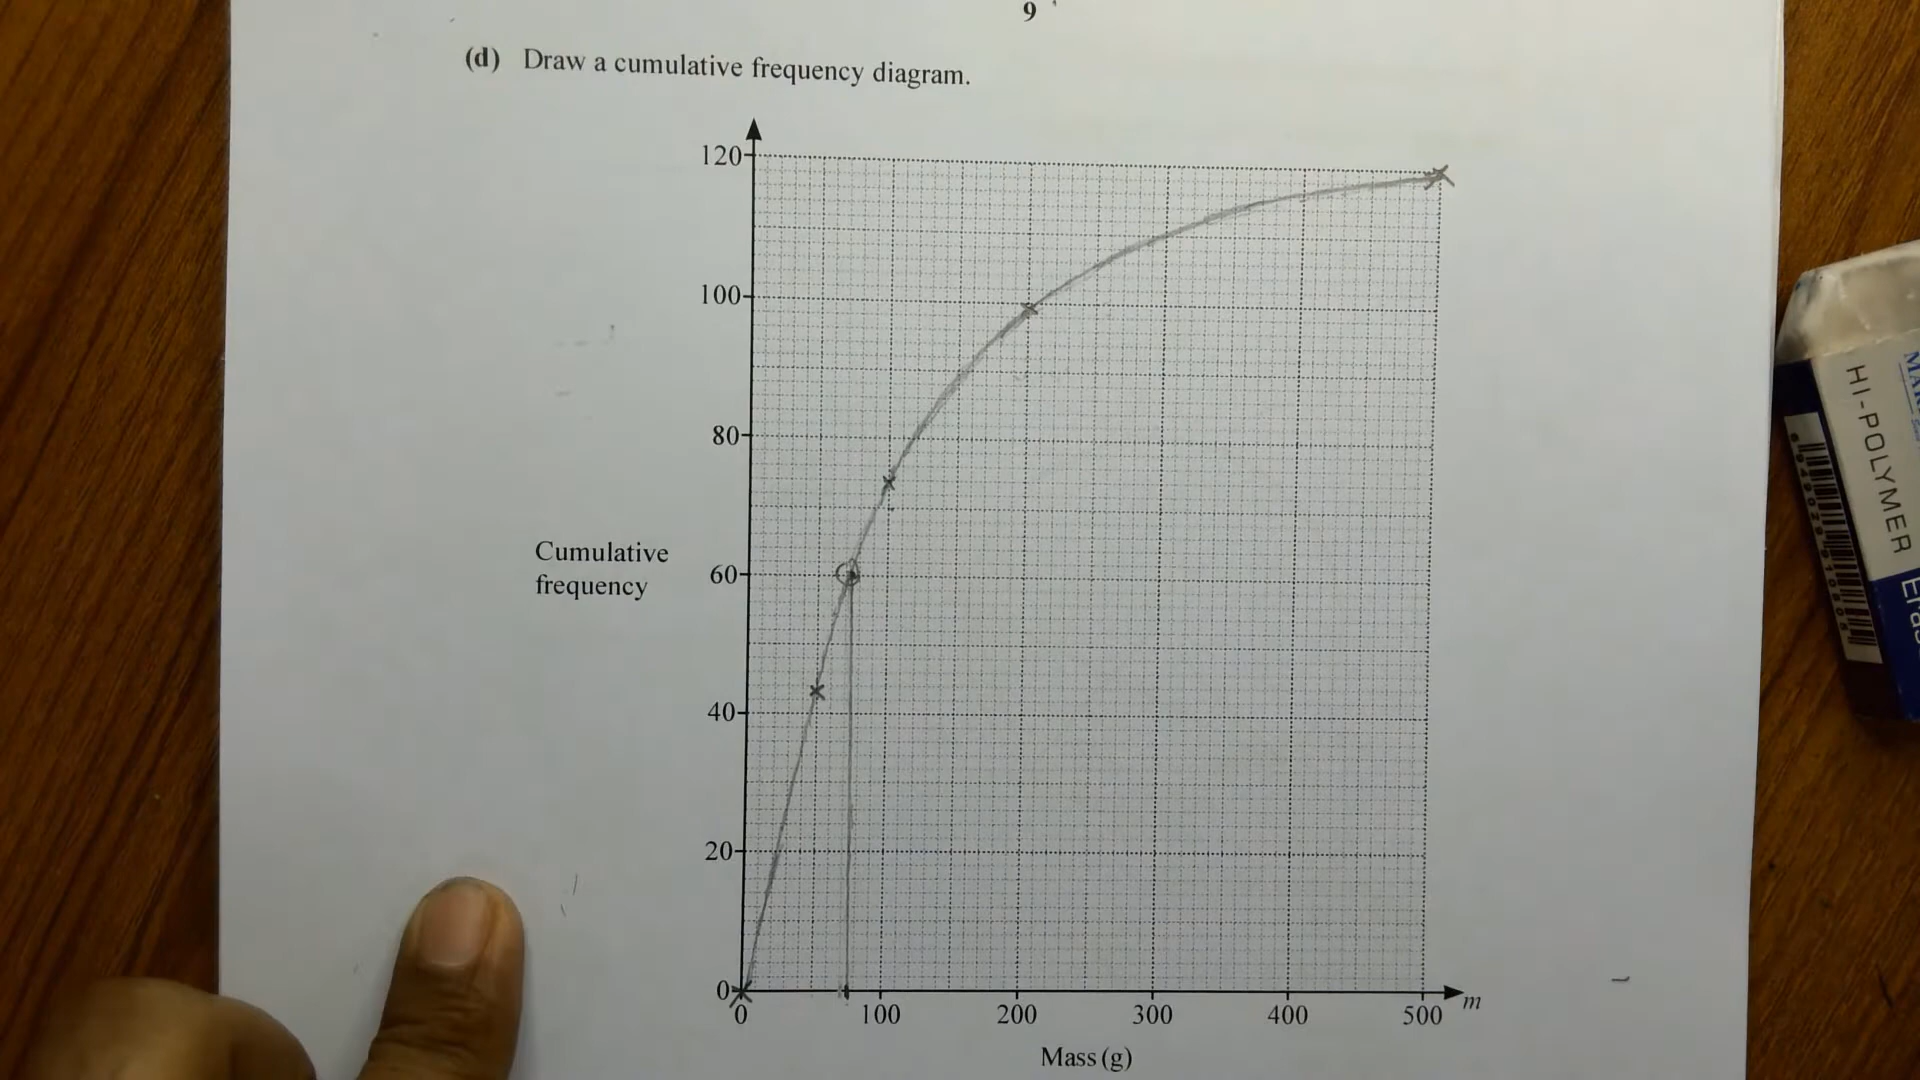 9
(d) Draw a cumulative frequency diagram.
120
100
80
Cumulative
frequency
60
40
20
0
0 100 200 300 400 500 m
Mass (g)
HI-POLYMER